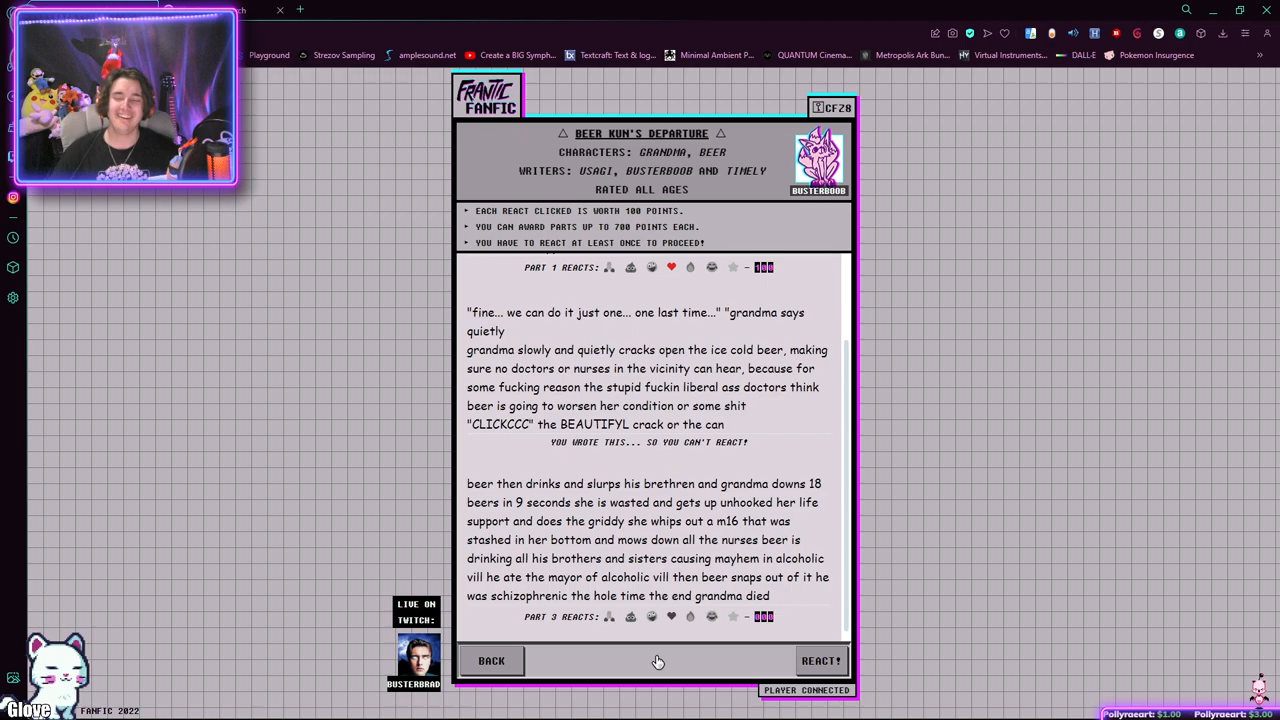 ch
Playground
Strezov Sampling
amplesound.net
Create a BIG Symph...
Textcraft: Text & log...
Minimal Ambient P...
QUANTUM Cinema...
Metropolis Ark Bun...
Virtual Instruments...
DALL-E
Pokemon Insurgence
FRANTIC
FANFIC
CFZ8
△ BEER KUN'S DEPARTURE △
CHARACTERS: GRANDMA, BEER
WRITERS: USAGI, BUSTERBOOB AND TIMELY
RATED ALL AGES
BUSTERBOOB
‣ EACH REACT CLICKED IS WORTH 100 POINTS.
‣ YOU CAN AWARD PARTS UP TO 700 POINTS EACH.
‣ YOU HAVE TO REACT AT LEAST ONCE TO PROCEED!
PART 1 REACTS: – 100
"fine... we can do it just one... one last time..." "grandma says
quietly
grandma slowly and quietly cracks open the ice cold beer, making
sure no doctors or nurses in the vicinity can hear, because for
some fucking reason the stupid fuckin liberal ass doctors think
beer is going to worsen her condition or some shit
"CLICKCCC" the BEAUTIFYL crack or the can
YOU WROTE THIS... SO YOU CAN'T REACT!
beer then drinks and slurps his brethren and grandma downs 18
beers in 9 seconds she is wasted and gets up unhooked her life
support and does the griddy she whips out a m16 that was
stashed in her bottom and mows down all the nurses beer is
drinking all his brothers and sisters causing mayhem in alcoholic
vill he ate the mayor of alcoholic vill then beer snaps out of it he
was schizophrenic the hole time the end grandma died
PART 3 REACTS: – 000
BACK
REACT!
PLAYER CONNECTED
LIVE ON
TWITCH:
BUSTERBRAD
Glove
FANFIC 2022
Pollyraeart: $1.00 Pollyraeart: $3.00